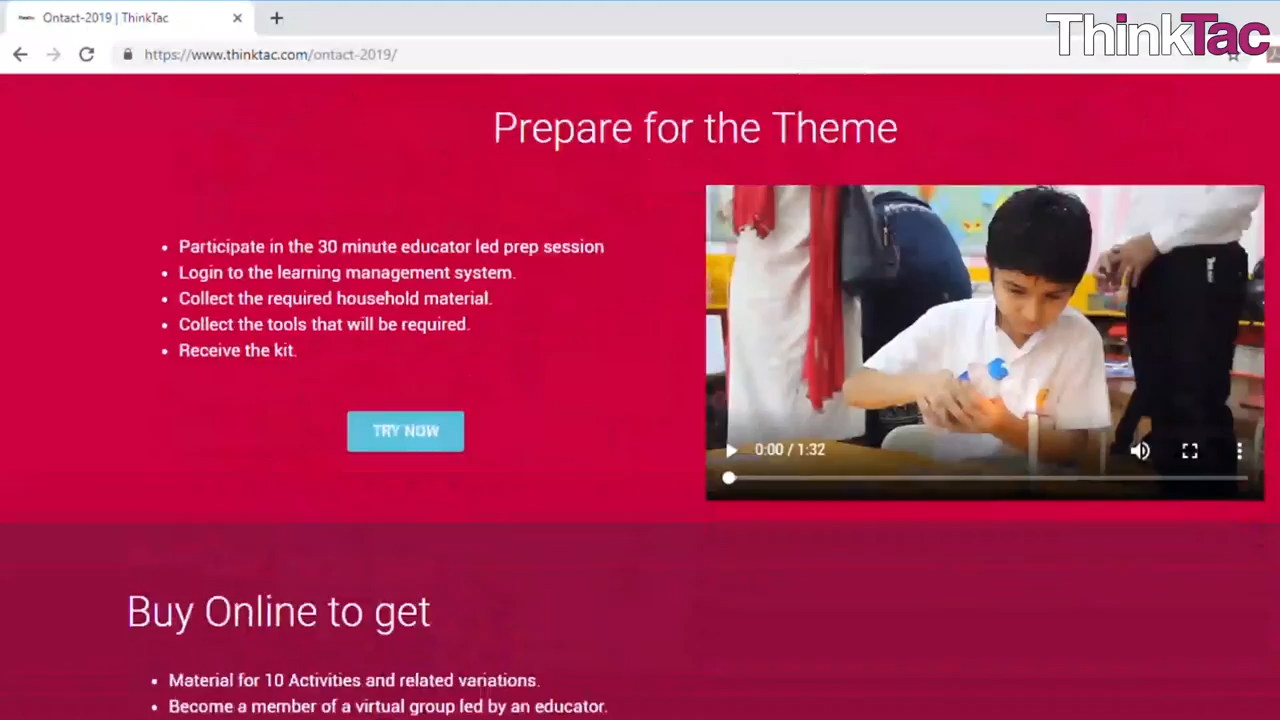 Ontact-2019 | ThinkTac
ThinkTac
https://www.thinktac.com/ontact-2019/
Prepare for the Theme
Participate in the 30 minute educator led prep session
Login to the learning management system.
Collect the required household material.
Collect the tools that will be required.
Receive the kit.
TRY NOW
0:00 / 1:32
Buy Online to get
Material for 10 Activities and related variations.
Become a member of a virtual group led by an educator.